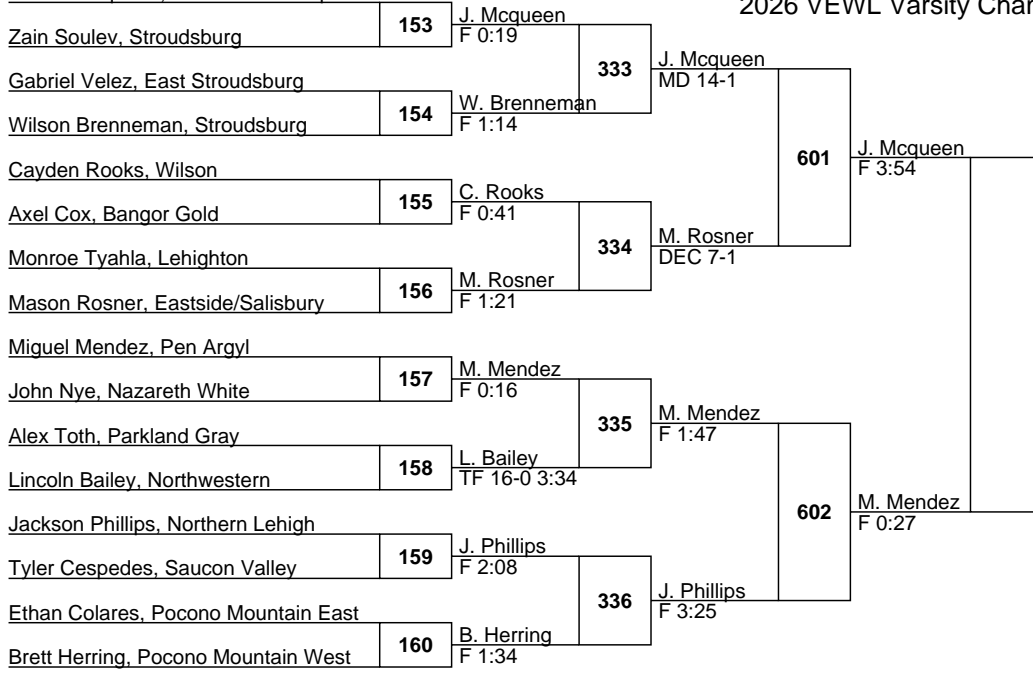 2026 VEWL Varsity
Zain Soulev, Stroudsburg
153
J. Mcqueen
F 0:19
Gabriel Velez, East Stroudsburg
Wilson Brenneman, Stroudsburg
154
W. Brenneman
F 1:14
333
J. Mcqueen
MD 14-1
Cayden Rooks, Wilson
Axel Cox, Bangor Gold
155
C. Rooks
F 0:41
Monroe Tyahla, Lehighton
Mason Rosner, Eastside/Salisbury
156
M. Rosner
F 1:21
334
M. Rosner
DEC 7-1
601
J. Mcqueen
F 3:54
Miguel Mendez, Pen Argyl
John Nye, Nazareth White
157
M. Mendez
F 0:16
Alex Toth, Parkland Gray
Lincoln Bailey, Northwestern
158
L. Bailey
TF 16-0 3:34
335
M. Mendez
F 1:47
Jackson Phillips, Northern Lehigh
Tyler Cespedes, Saucon Valley
159
J. Phillips
F 2:08
Ethan Colares, Pocono Mountain East
Brett Herring, Pocono Mountain West
160
B. Herring
F 1:34
336
J. Phillips
F 3:25
602
M. Mendez
F 0:27